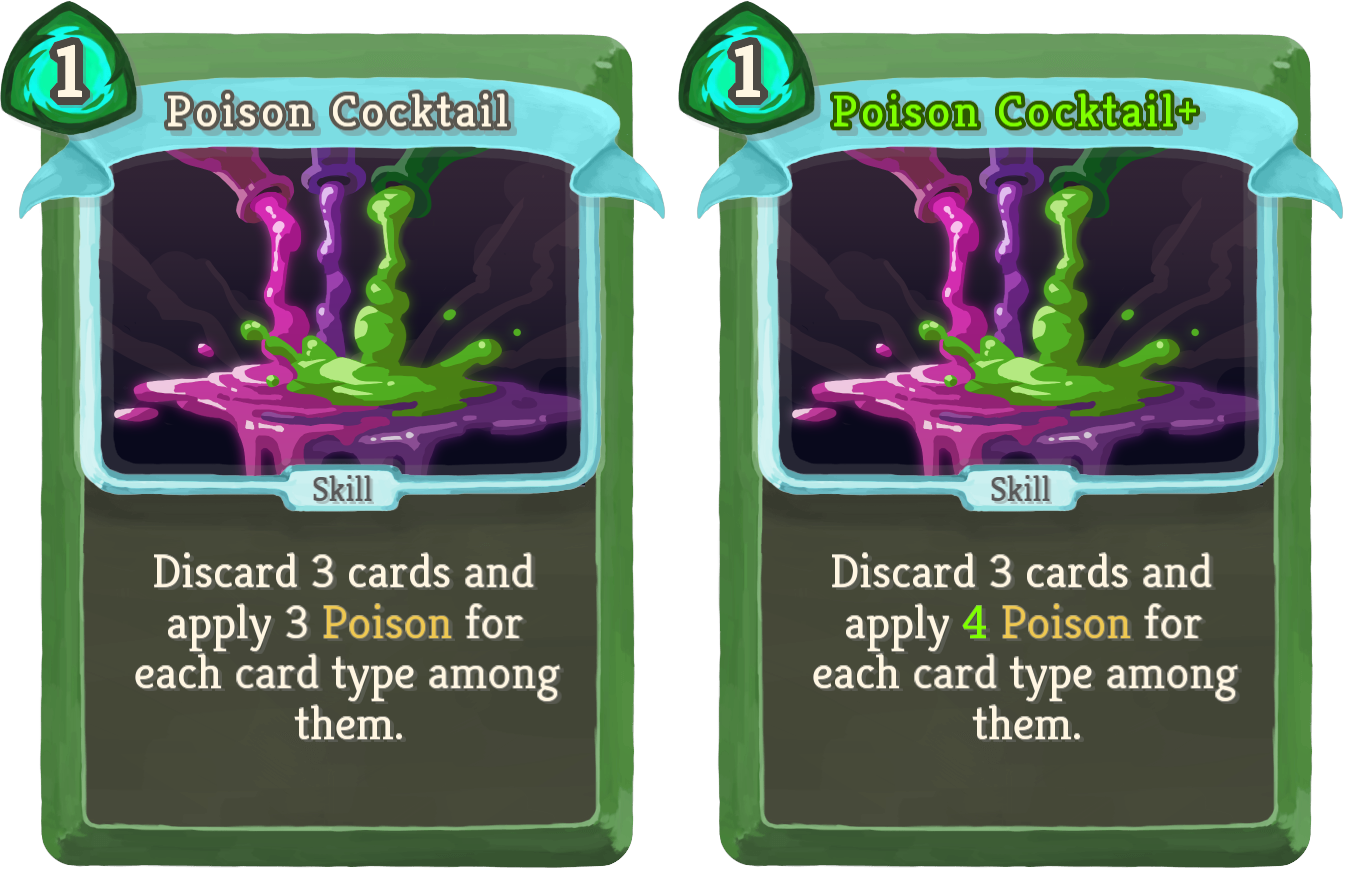 1
Poison Cocktail
Skill
Discard 3 cards and
apply 3 Poison for
each card type among
them.
1
Poison Cocktail+
Skill
Discard 3 cards and
apply 4 Poison for
each card type among
them.